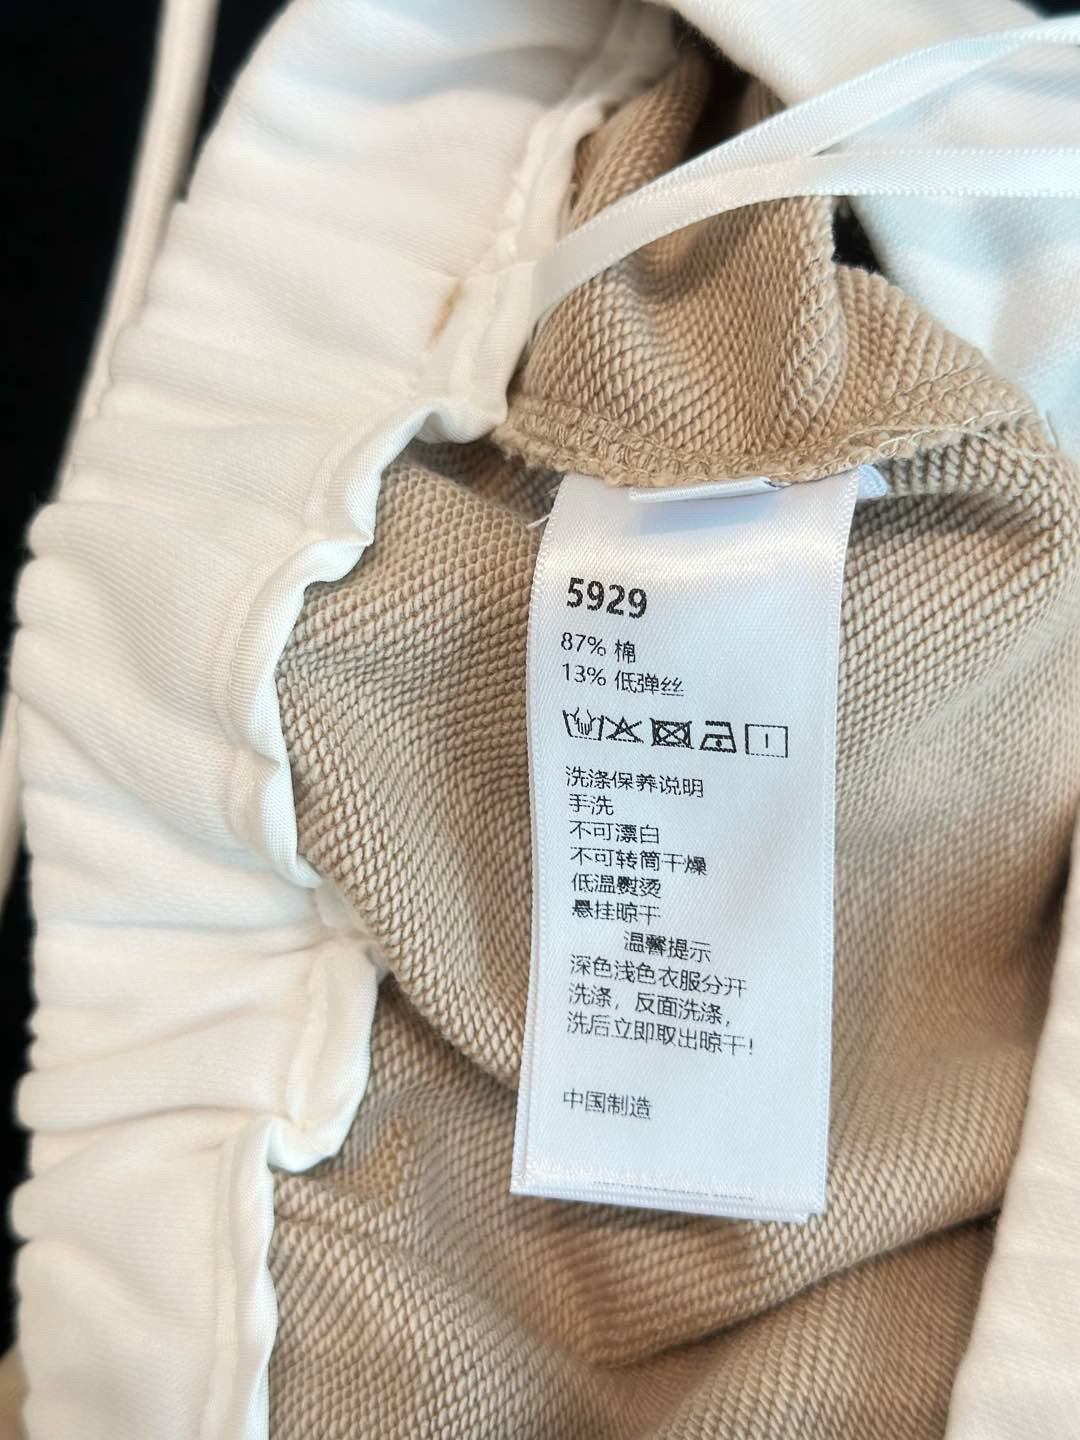 5929
87% 棉
13% 低弹丝
洗涤保养说明
手洗
不可漂白
不可转筒干燥
低温熨烫
悬挂晾干
温馨提示
深色浅色衣服分开
洗涤，反面洗涤，
洗后立即取出晾干!
中国制造